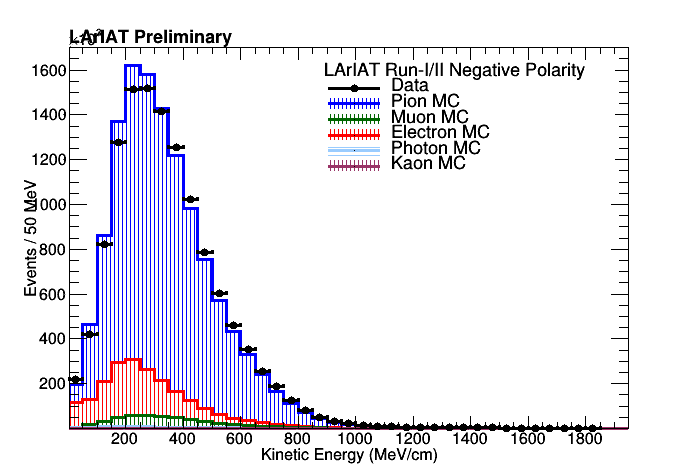 LArIAT Preliminary
LArIAT Run-I/II Negative Polarity
Data
Pion MC
Muon MC
Electron MC
Photon MC
Kaon MC
Events / 50 MeV
1600
1400
1200
1000
800
600
400
200
200 400 600 800 1000 1200 1400 1600 1800
Kinetic Energy (MeV/cm)